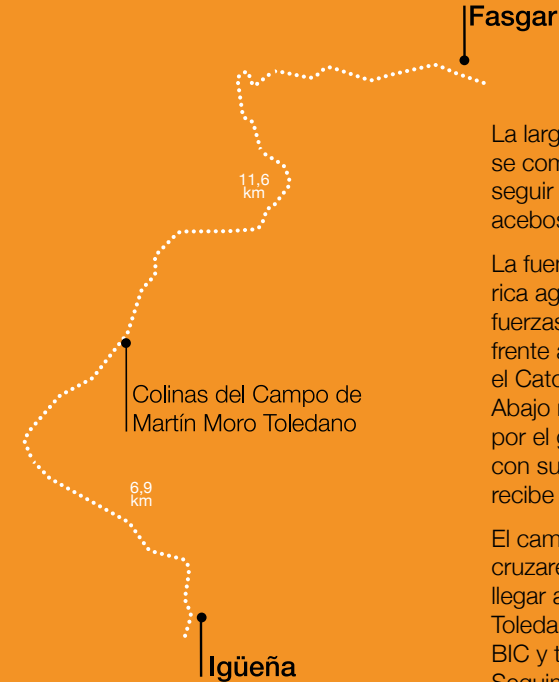 Fasgar
11,6
km
Colinas del Campo de
Martín Moro Toledano
6,9
km
Igüeña
La larg
se com
seguir
acebos
La fuer
rica ag
fuerzas
frente a
el Cato
Abajo
por el
con su
recibe
El cam
cruzare
llegar a
Toleda
BIC y t